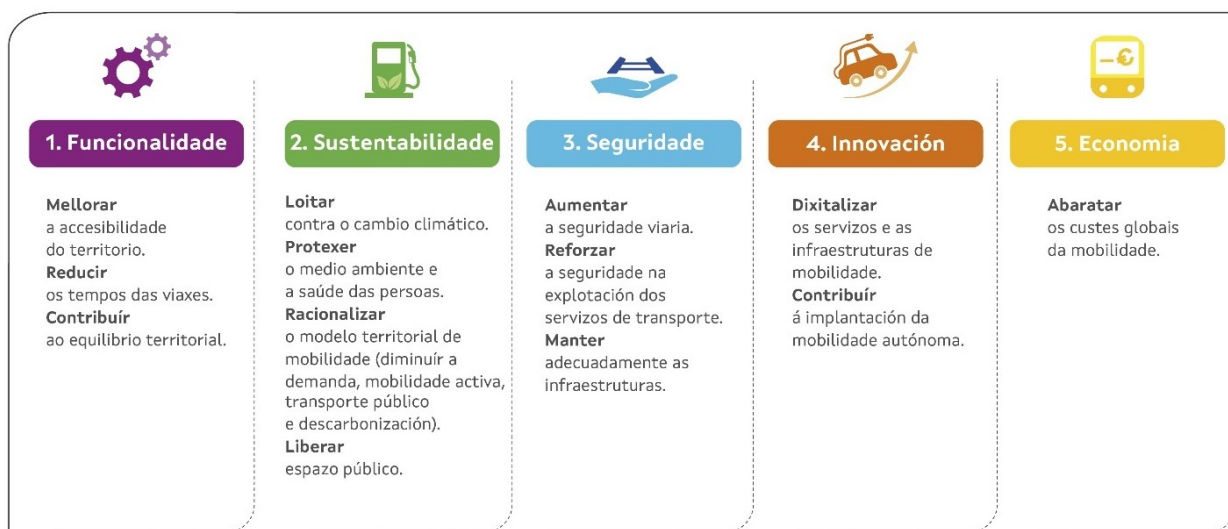 1. Funcionalidade
Mellorar
a accesibilidade
do territorio.
Reducir
os tempos das viaxes.
Contribuír
ao equilibrio territorial.
2. Sustentabilidade
Loitar
contra o cambio climático.
Protexer
o medio ambiente e
a saúde das persoas.
Racionalizar
o modelo territorial de
mobilidade (diminuír a
demanda, mobilidade activa,
transporte público
e descarbonización).
Liberar
espazo público.
3. Seguridade
Aumentar
a seguridade viaria.
Reforzar
a seguridade na
explotación dos
servizos de transporte.
Manter
adecuadamente as
infraestruturas.
4. Innovación
Dixitalizar
os servizos e as
infraestruturas de
mobilidade.
Contribuír
á implantación da
mobilidade autónoma.
–€
5. Economia
Abaratar
os custes globais
da mobilidade.